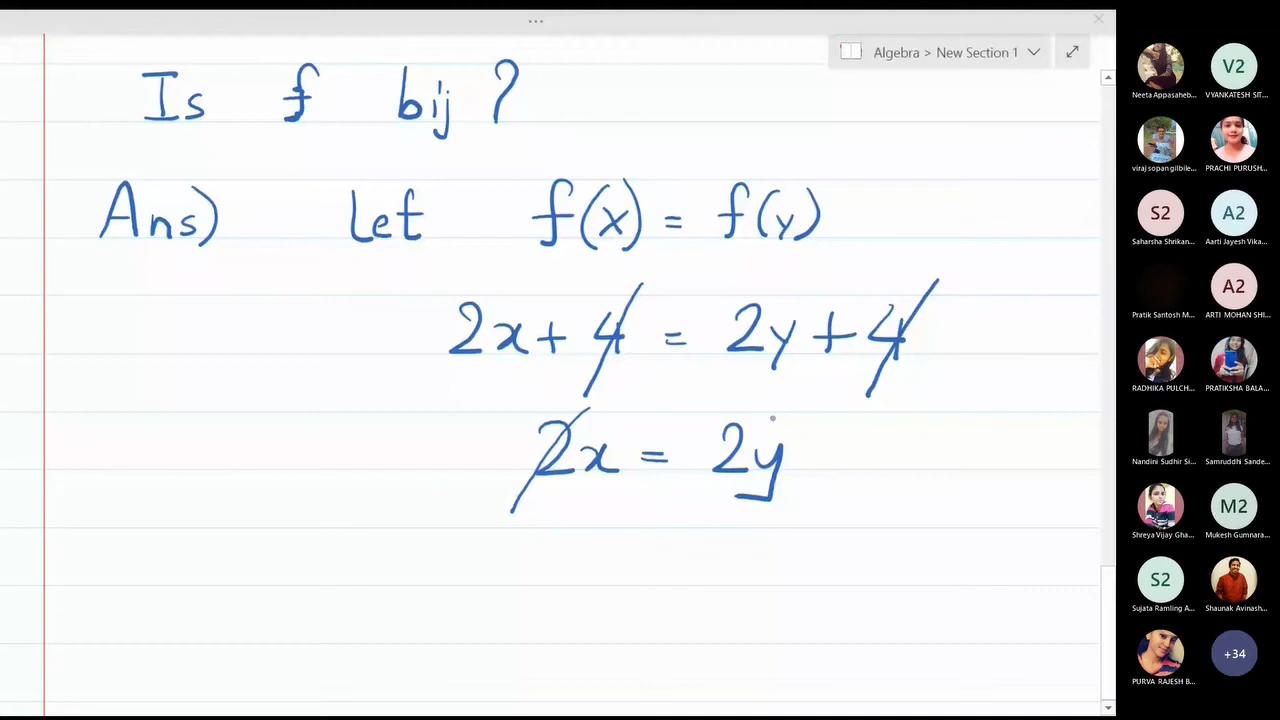 Algebra > New Section 1
Is f bij ?
Ans) Let f(x) = f(y)
2x + 4 = 2y + 4
2x = 2y
Neeta Appasaheb...
V2
VYANKATESH SIT...
viraj sopan gilbile...
PRACHI PURUSH...
S2
Saharsha Shrikan...
A2
Aarti Jayesh Vika...
Pratik Santosh M...
A2
ARTI MOHAN SHI...
RADHIKA PULCH...
PRATIKSHA BALA...
Nandini Sudhir Si...
Samruddhi Sande...
Shreya Vijay Gha...
M2
Mukesh Gumnara...
S2
Sujata Ramling A...
Shaunak Avinash...
PURVA RAJESH B...
+34